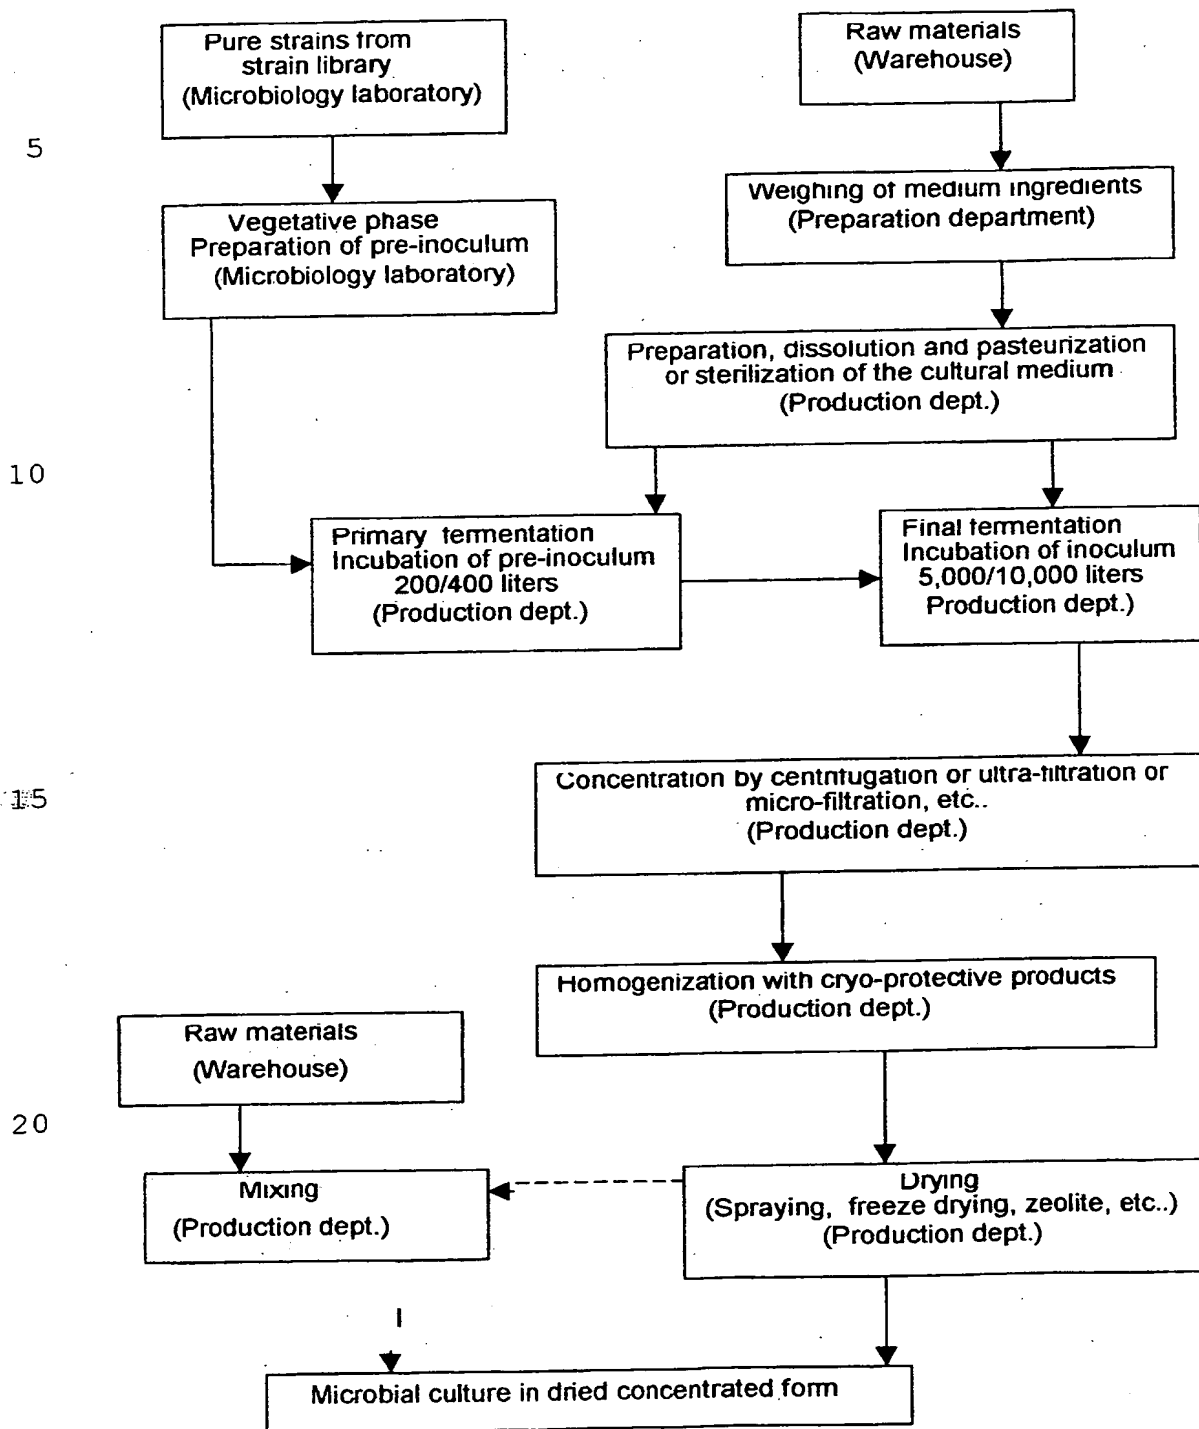 Pure strains from
strain library
(Microbiology laboratory)
Raw materials
(Warehouse)
5
Weighing of medium ingredients
(Preparation department)
Vegetative phase
Preparation of pre-inoculum
(Microbiology laboratory)
Preparation, dissolution and pasteurization
or sterilization of the cultural medium
(Production dept.)
10
Primary fermentation
Incubation of pre-inoculum
200/400 liters
(Production dept.)
Final fermentation
Incubation of inoculum
5,000/10,000 liters
Production dept.)
15
Concentration by centrifugation or ultra-filtration or
micro-filtration, etc..
(Production dept.)
Homogenization with cryo-protective products
(Production dept.)
Raw materials
(Warehouse)
20
Mixing
(Production dept.)
Drying
(Spraying, freeze drying, zeolite, etc..)
(Production dept.)
Microbial culture in dried concentrated form